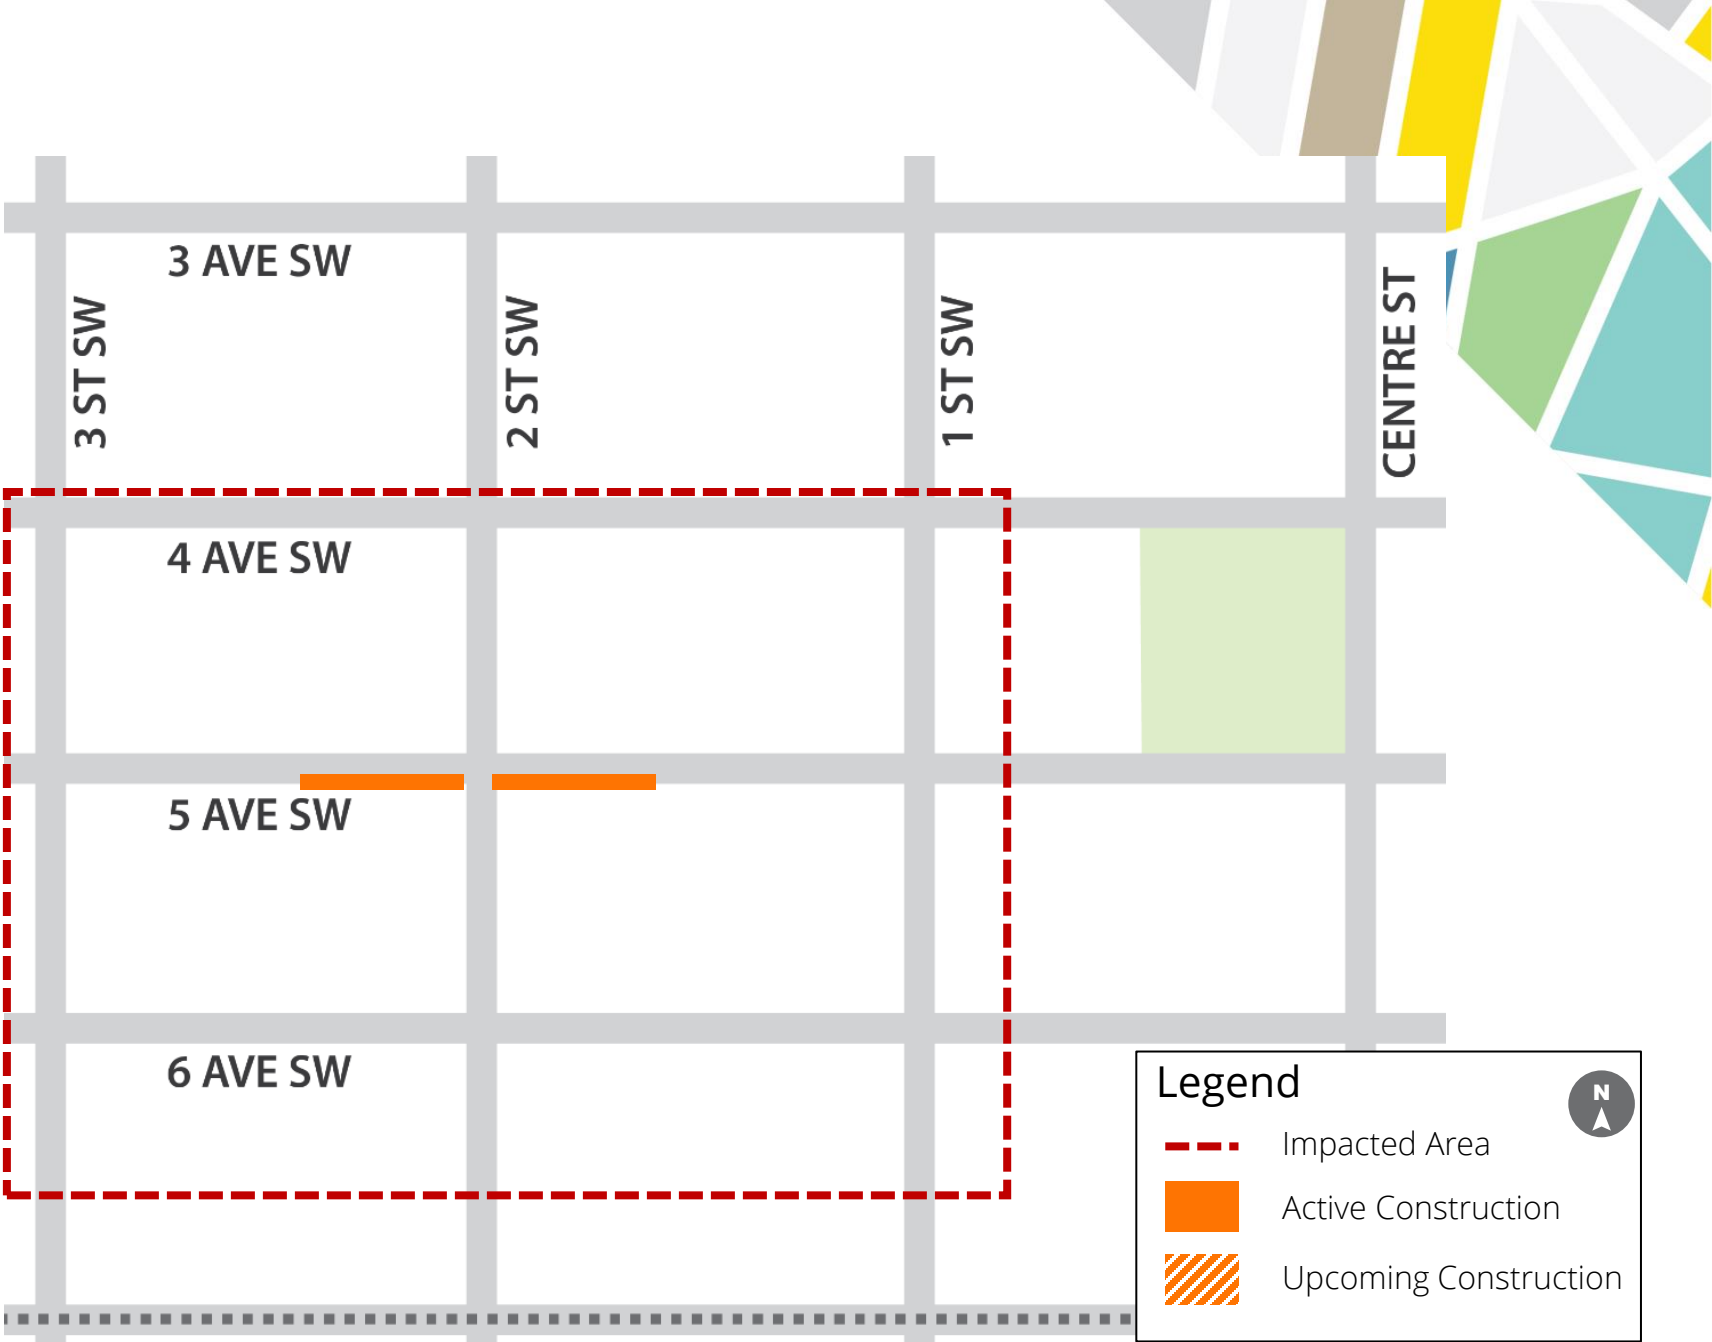 3 AVE SW
3 ST SW
2 ST SW
1 ST SW
CENTRE ST
4 AVE SW
5 AVE SW
6 AVE SW
Legend
N
Impacted Area
Active Construction
Upcoming Construction